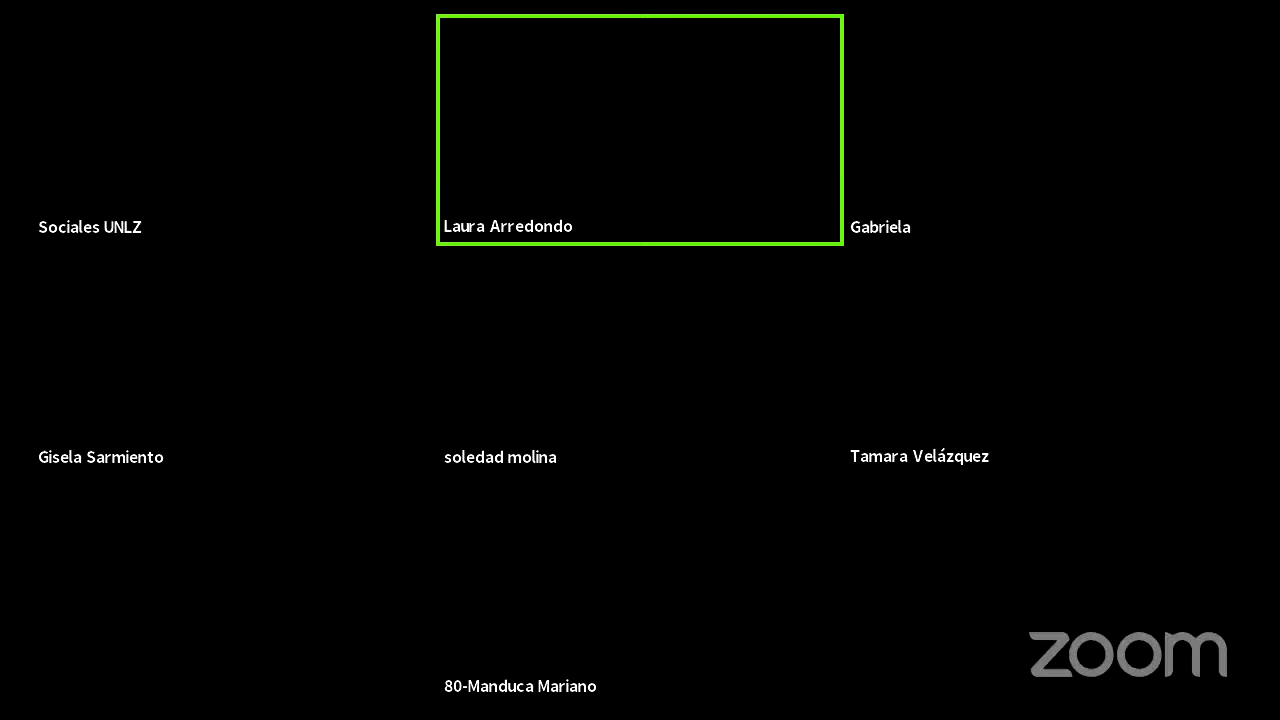 Sociales UNLZ
Laura Arredondo
Gabriela
Gisela Sarmiento
soledad molina
Tamara Velázquez
80-Manduca Mariano
zoom